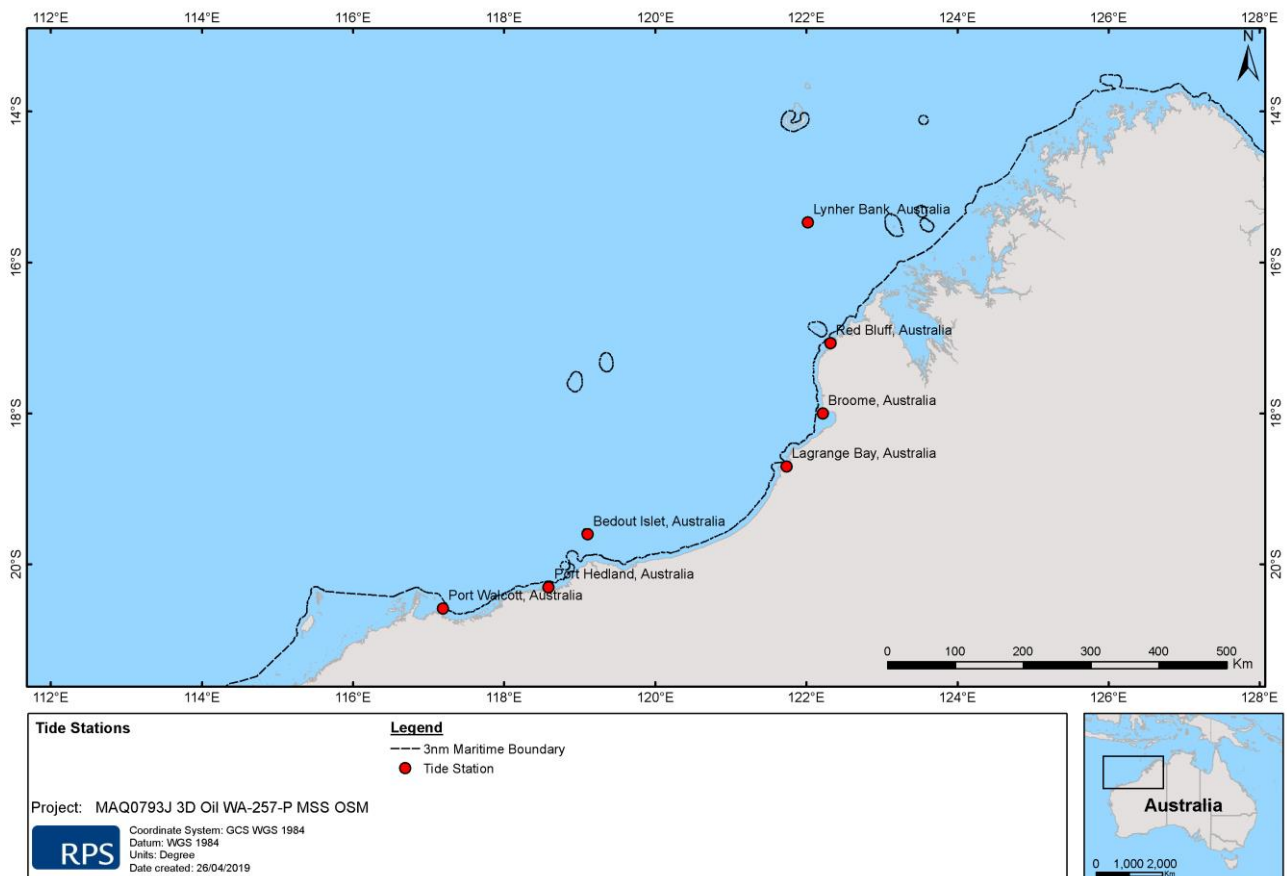 112°E 114°E 116°E 118°E 120°E 122°E 124°E 126°E 128°E
N
14°S 14°S
Lynher Bank, Australia
16°S 16°S
Red Bluff, Australia
18°S 18°S
Broome, Australia
Lagrange Bay, Australia
Bedout Islet, Australia
20°S 20°S
Port Hedland, Australia
Port Walcott, Australia
0 100 200 300 400 500
Km
112°E 114°E 116°E 118°E 120°E 122°E 124°E 126°E 128°E
Tide Stations
Legend
3nm Maritime Boundary
Tide Station
Project: MAQ0793J 3D Oil WA-257-P MSS OSM
RPS
Coordinate System: GCS WGS 1984
Datum: WGS 1984
Units: Degree
Date created: 26/04/2019
Australia
0 1,000 2,000
Km